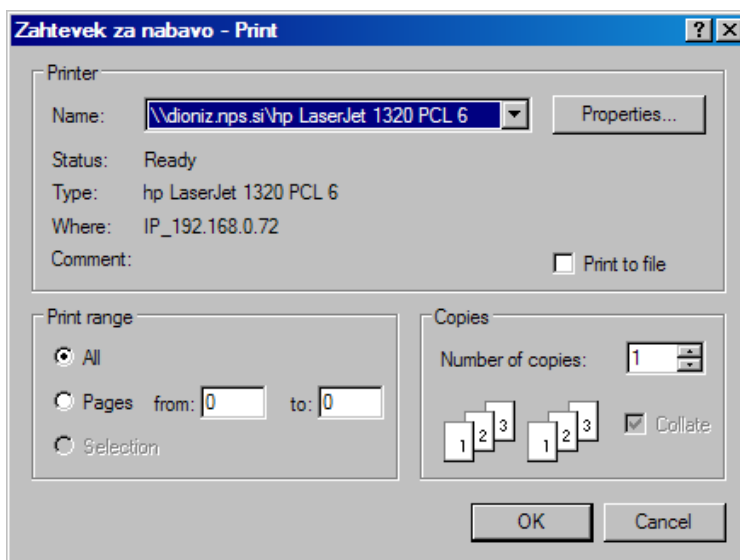 Zahtevek za nabavo - Print
Printer
Name: \\dioniz.nps.si\hp LaserJet 1320 PCL 6 Properties...
Status: Ready
Type: hp LaserJet 1320 PCL 6
Where: IP_192.168.0.72
Comment: Print to file
Print range
All
Pages from: 0 to: 0
Selection
Copies
Number of copies: 1
1 2 3 1 2 3 Collate
OK Cancel